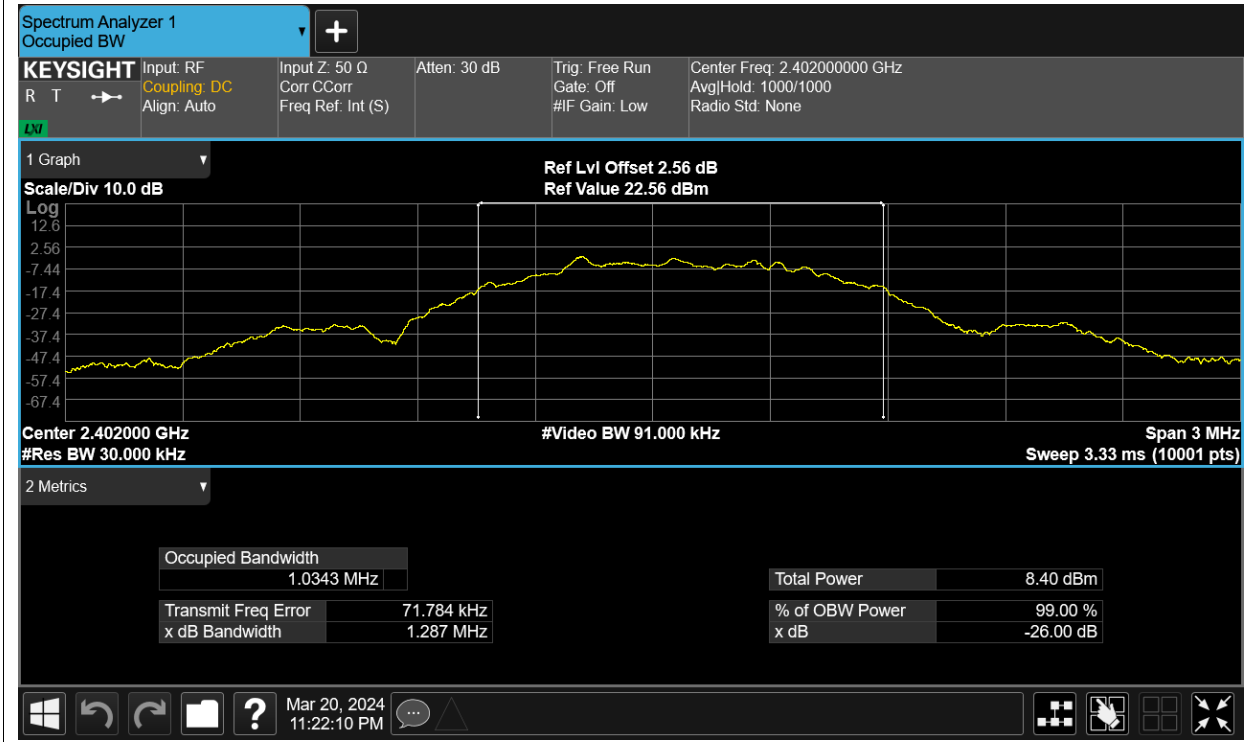 Spectrum Analyzer 1
Occupied BW
KEYSIGHT
R T
LXI
Input: RF
Coupling: DC
Align: Auto
Input Z: 50 Ω
Corr CCorr
Freq Ref: Int (S)
Atten: 30 dB
Trig: Free Run
Gate: Off
#IF Gain: Low
Center Freq: 2.402000000 GHz
Avg|Hold: 1000/1000
Radio Std: None
1 Graph
Scale/Div 10.0 dB
Ref Lvl Offset 2.56 dB
Ref Value 22.56 dBm
Log
12.6
2.56
-7.44
-17.4
-27.4
-37.4
-47.4
-57.4
-67.4
Center 2.402000 GHz
#Video BW 91.000 kHz
Span 3 MHz
#Res BW 30.000 kHz
Sweep 3.33 ms (10001 pts)
2 Metrics
Occupied Bandwidth
1.0343 MHz
Total Power 8.40 dBm
Transmit Freq Error 71.784 kHz
% of OBW Power 99.00 %
x dB Bandwidth 1.287 MHz
x dB -26.00 dB
?
Mar 20, 2024
11:22:10 PM